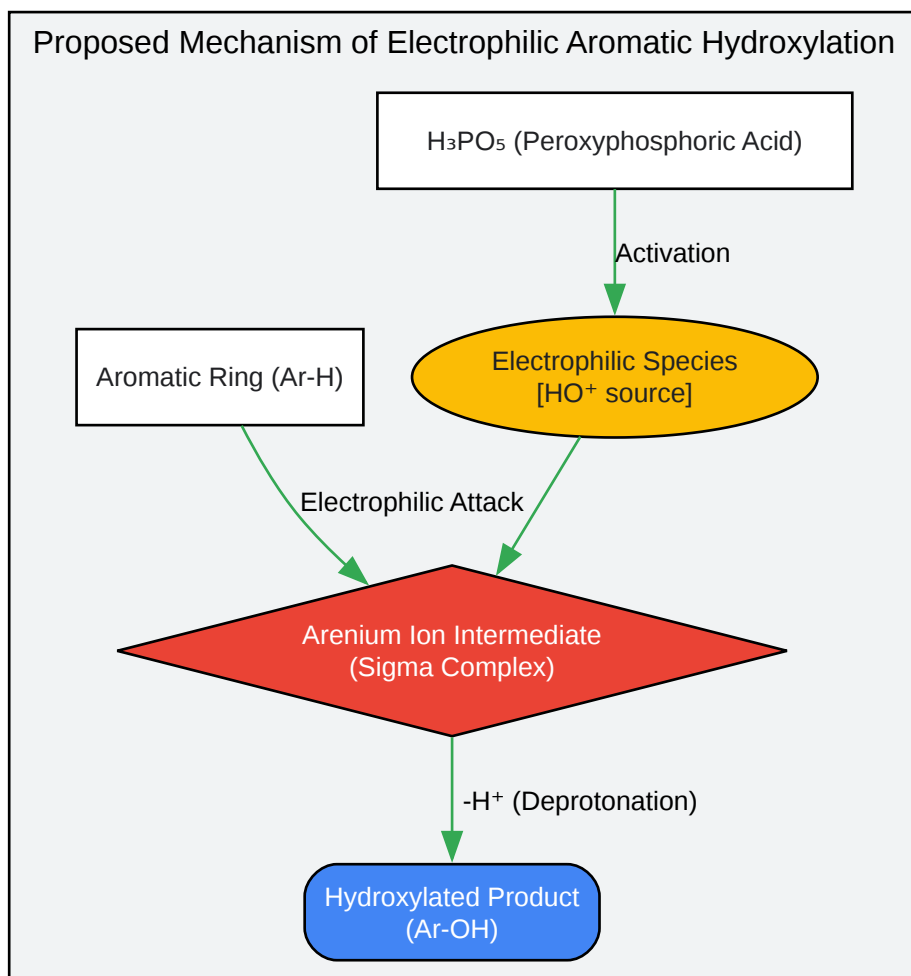 Proposed Mechanism of Electrophilic Aromatic Hydroxylation
H₃PO₅ (Peroxyphosphoric Acid)
Activation
Aromatic Ring (Ar-H)
Electrophilic Species
[HO⁺ source]
Electrophilic Attack
Arenium Ion Intermediate
(Sigma Complex)
-H⁺ (Deprotonation)
Hydroxylated Product
(Ar-OH)